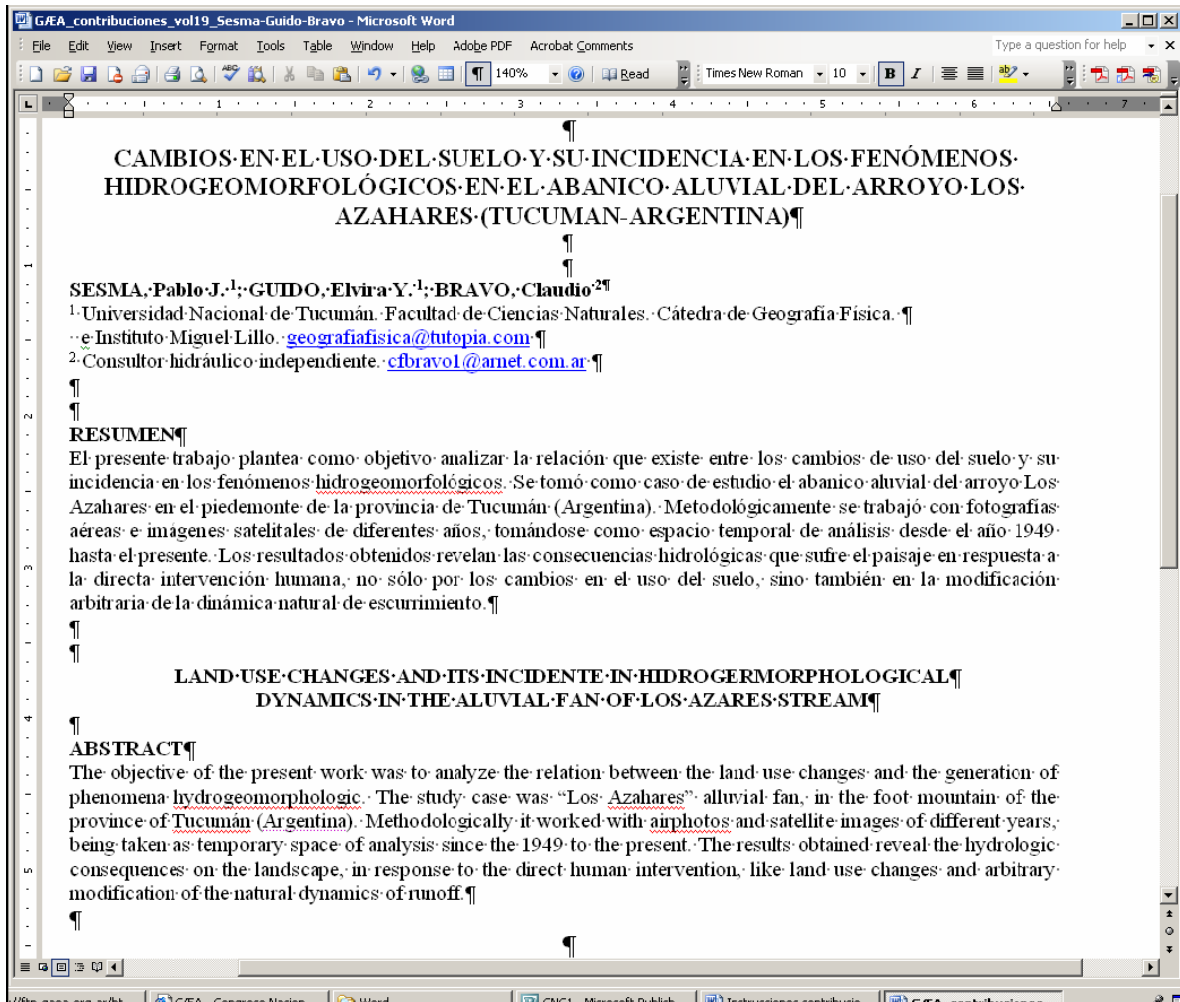 GÆA_contribuciones_vol19_Sesma-Guido-Bravo - Microsoft Word
File Edit View Insert Format Tools Table Window Help Adobe PDF Acrobat Comments Type a question for help
140% Read Times New Roman 10 B I
1 2 3 4 5 6 7
CAMBIOS EN EL USO DEL SUELO Y SU INCIDENCIA EN LOS FENÓMENOS
HIDROGEOMORFOLÓGICOS EN EL ABANICO ALUVIAL DEL ARROYO LOS
AZAHARES (TUCUMAN-ARGENTINA)¶
SESMA, Pablo J. ¹; GUIDO, Elvira Y. ¹; BRAVO, Claudio ²¶
¹ Universidad Nacional de Tucumán. Facultad de Ciencias Naturales. Cátedra de Geografía Física. ¶
e Instituto Miguel Lillo. geografiafisica@tutopia.com ¶
² Consultor hidráulico independiente. cfbravo1@arnet.com.ar ¶
RESUMEN¶
El presente trabajo plantea como objetivo analizar la relación que existe entre los cambios de uso del suelo y su
incidencia en los fenómenos hidrogeomorfológicos. Se tomó como caso de estudio el abanico aluvial del arroyo Los
Azahares en el piedemonte de la provincia de Tucumán (Argentina). Metodológicamente se trabajó con fotografías
aéreas e imágenes satelitales de diferentes años, tomándose como espacio temporal de análisis desde el año 1949
hasta el presente. Los resultados obtenidos revelan las consecuencias hidrológicas que sufre el paisaje en respuesta a
la directa intervención humana, no sólo por los cambios en el uso del suelo, sino también en la modificación
arbitraria de la dinámica natural de escurrimiento.¶
LAND USE CHANGES AND ITS INCIDENTE IN HIDROGERMORPHOLOGICAL¶
DYNAMICS IN THE ALUVIAL FAN OF LOS AZARES STREAM¶
ABSTRACT¶
The objective of the present work was to analyze the relation between the land use changes and the generation of
phenomena hydrogeomorphologic. The study case was “Los Azahares” alluvial fan, in the foot mountain of the
province of Tucumán (Argentina). Methodologically it worked with airphotos and satellite images of different years,
being taken as temporary space of analysis since the 1949 to the present. The results obtained reveal the hydrologic
consequences on the landscape, in response to the direct human intervention, like land use changes and arbitrary
modification of the natural dynamics of runoff.¶